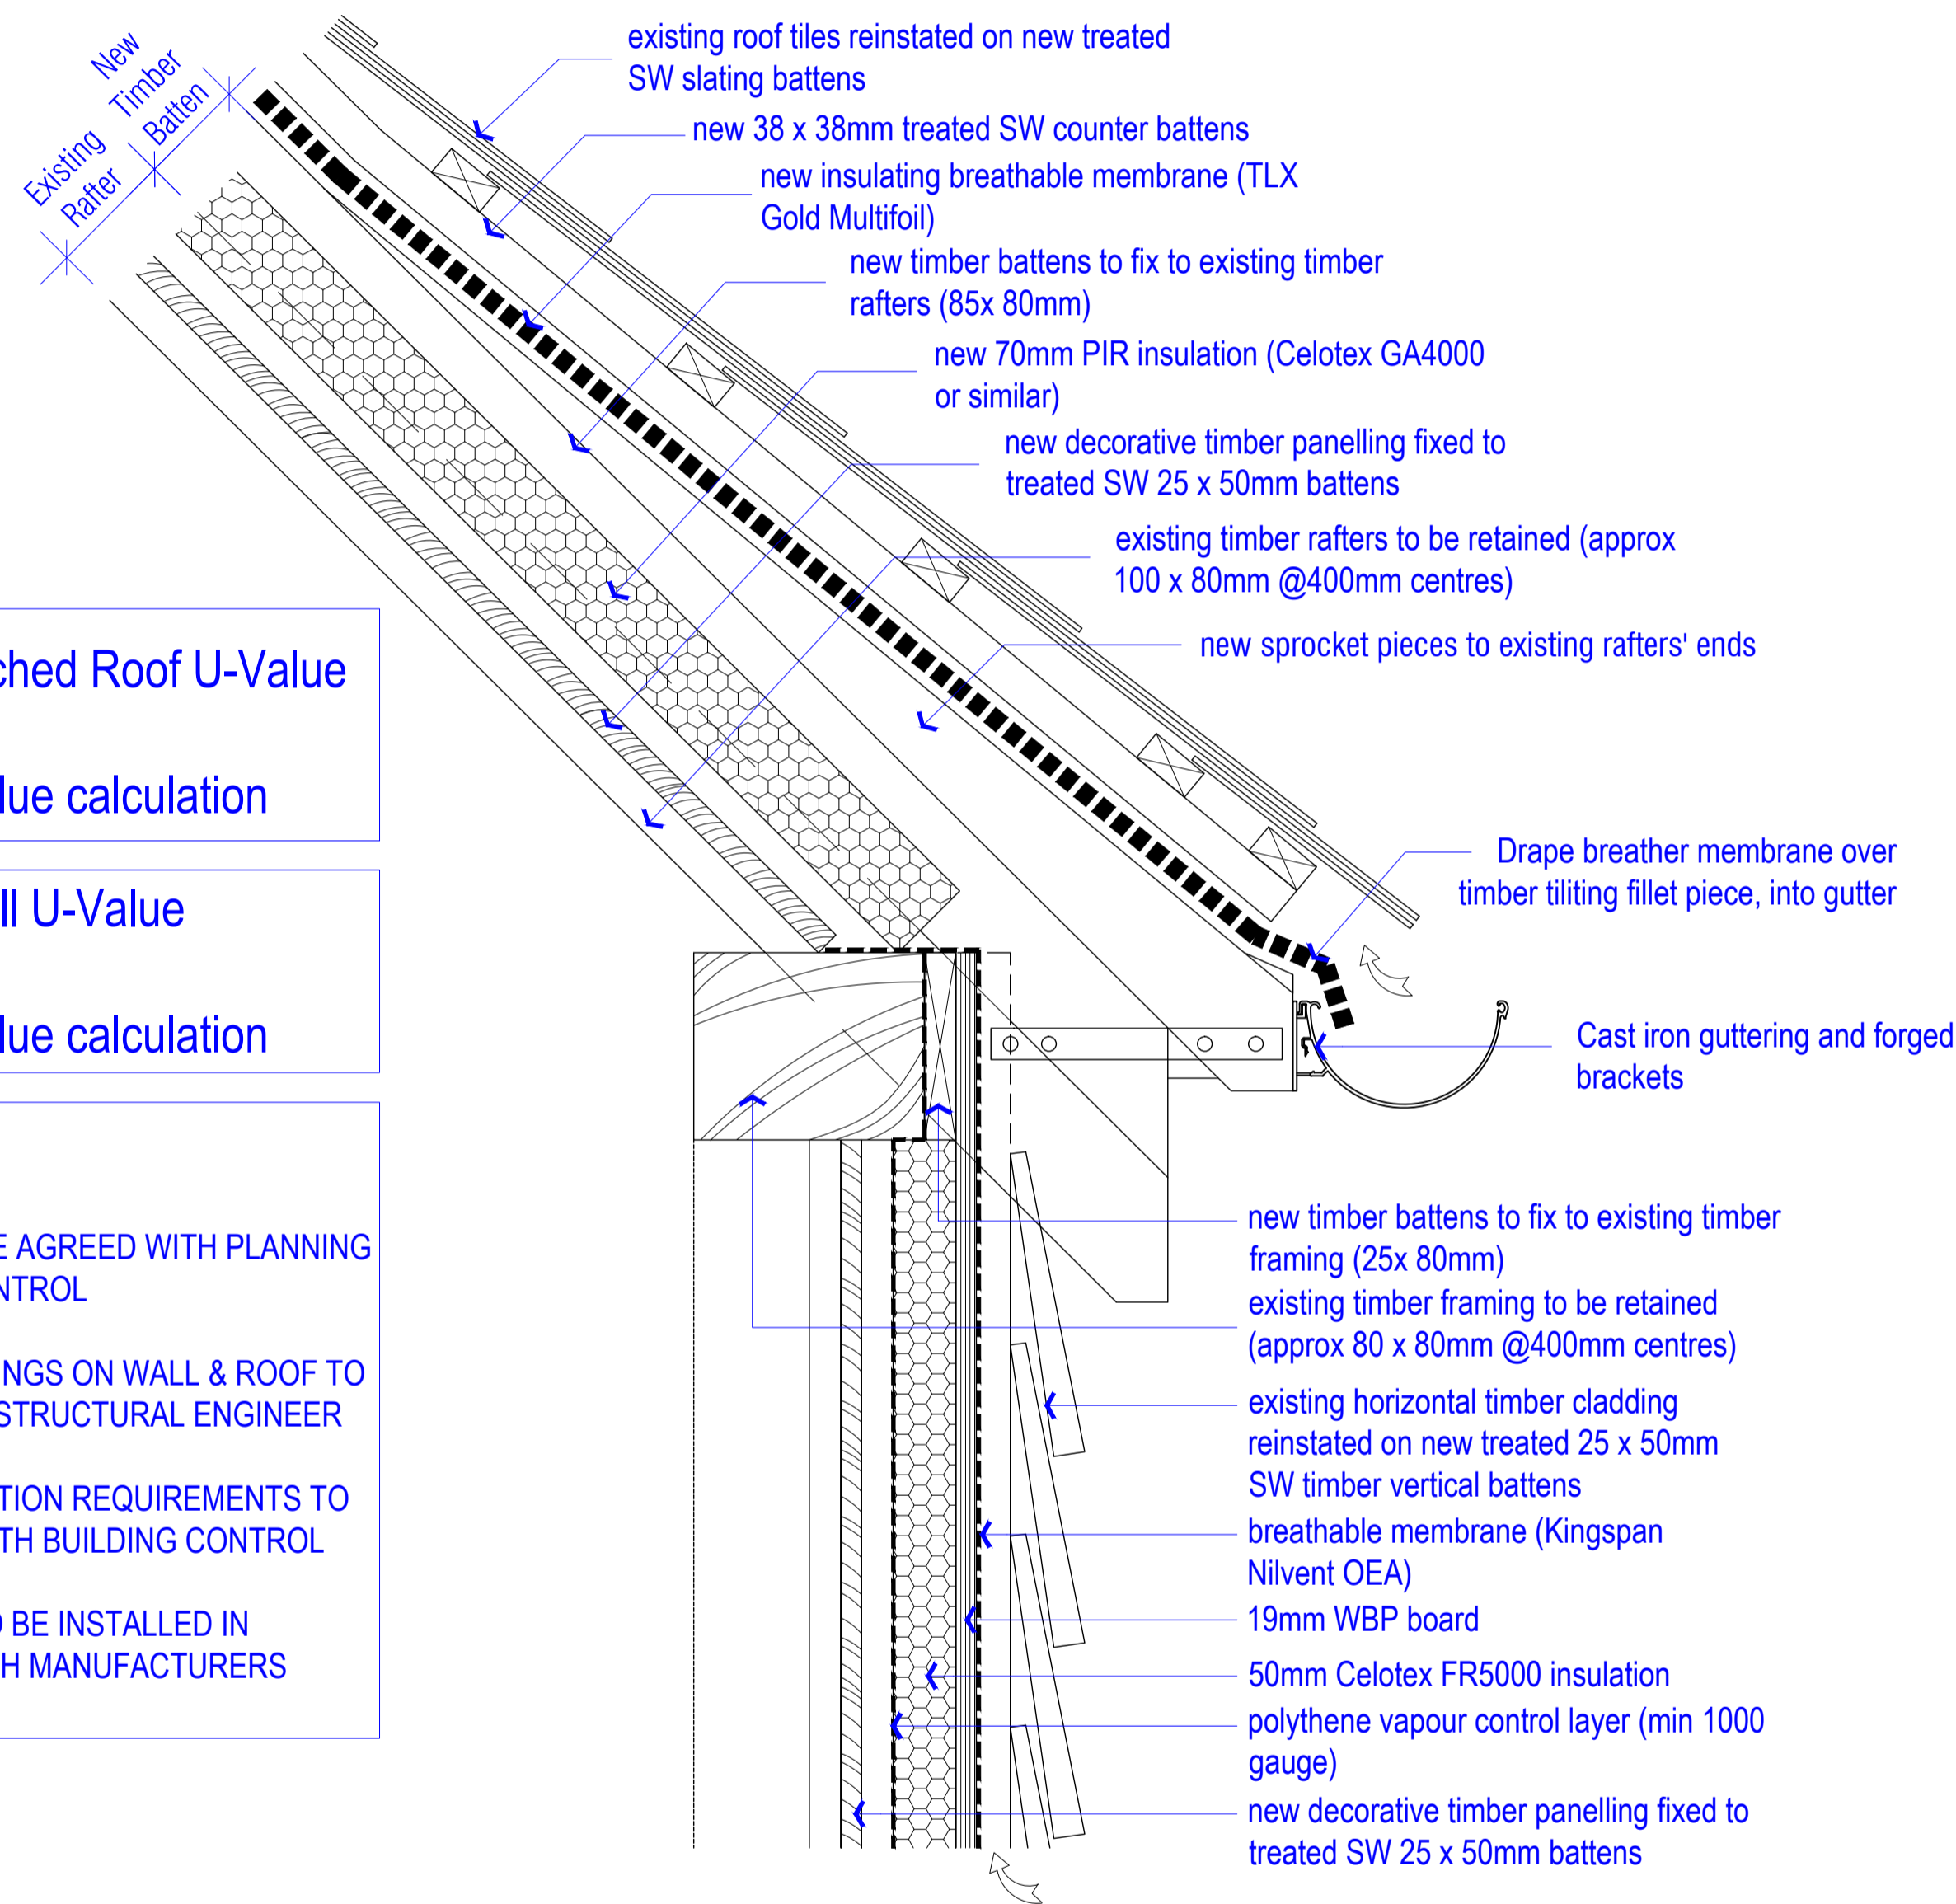 New
Timber
Batten
Existing
Rafter
existing roof tiles reinstated on new treated
SW slating battens
new 38 x 38mm treated SW counter battens
new insulating breathable membrane (TLX
Gold Multifoil)
new timber battens to fix to existing timber
rafters (85x 80mm)
new 70mm PIR insulation (Celotex GA4000
or similar)
new decorative timber panelling fixed to
treated SW 25 x 50mm battens
existing timber rafters to be retained (approx
100 x 80mm @400mm centres)
new sprocket pieces to existing rafters' ends
Drape breather membrane over
timber tiliting fillet piece, into gutter
Cast iron guttering and forged
brackets
new timber battens to fix to existing timber
framing (25x 80mm)
existing timber framing to be retained
(approx 80 x 80mm @400mm centres)
existing horizontal timber cladding
reinstated on new treated 25 x 50mm
SW timber vertical battens
breathable membrane (Kingspan
Nilvent OEA)
19mm WBP board
50mm Celotex FR5000 insulation
polythene vapour control layer (min 1000
gauge)
new decorative timber panelling fixed to
treated SW 25 x 50mm battens
Roof U-Value
calculation
U-Value
calculation
AGREED WITH PLANNING
ON WALL & ROOF TO
STRUCTURAL ENGINEER
REQUIREMENTS TO
BUILDING CONTROL
BE INSTALLED IN
MANUFACTURERS